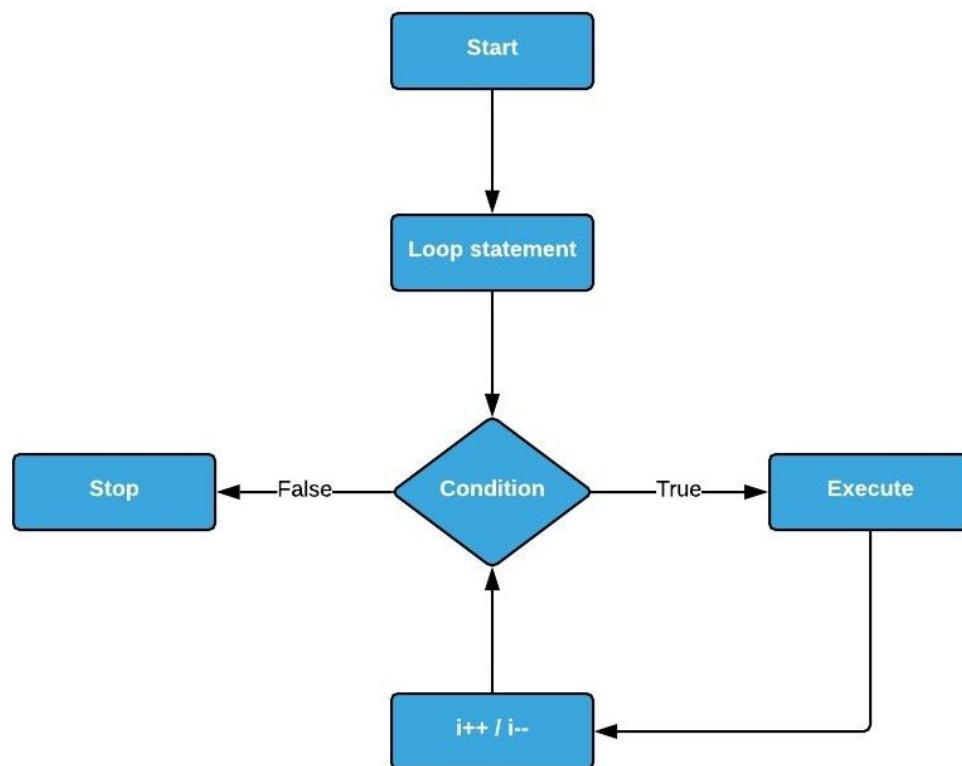 Start
Loop statement
Stop
False
Condition
True
Execute
i++ / i--